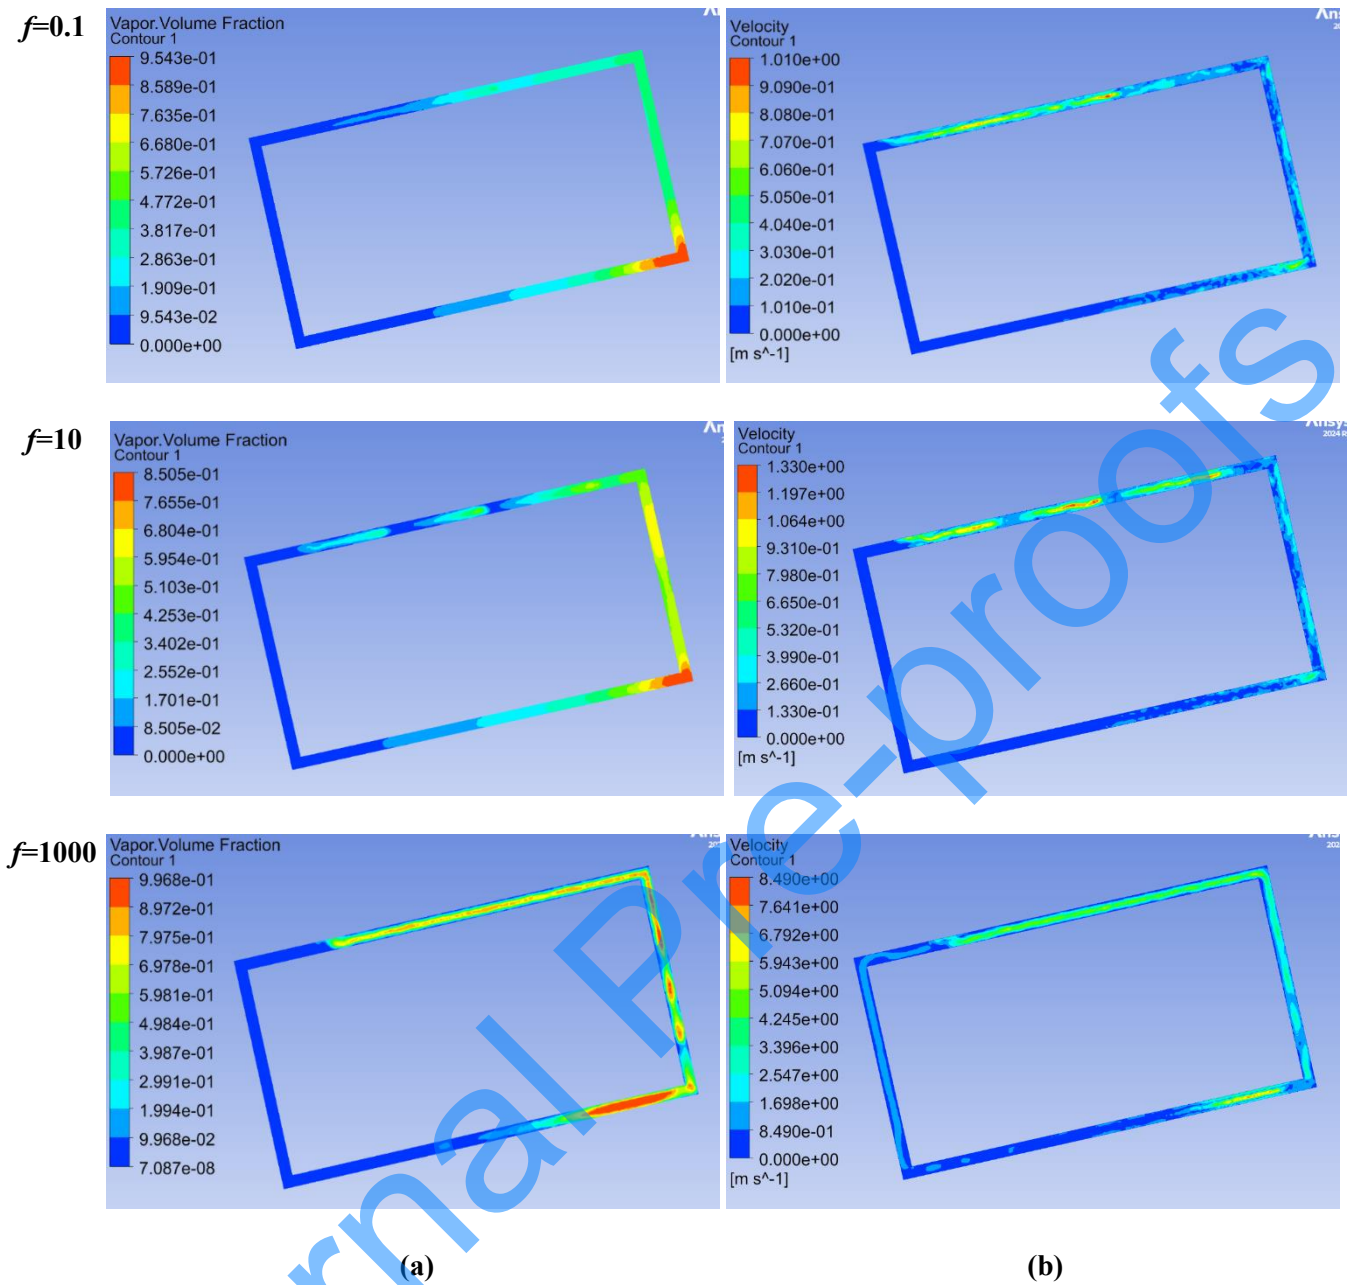 f=0.1
Vapor.Volume Fraction
Contour 1
9.543e-01
8.589e-01
7.635e-01
6.680e-01
5.726e-01
4.772e-01
3.817e-01
2.863e-01
1.909e-01
9.543e-02
0.000e+00
Velocity
Contour 1
1.010e+00
9.090e-01
8.080e-01
7.070e-01
6.060e-01
5.050e-01
4.040e-01
3.030e-01
2.020e-01
1.010e-01
0.000e+00
[m s^-1]
f=10
Vapor.Volume Fraction
Contour 1
8.505e-01
7.655e-01
6.804e-01
5.954e-01
5.103e-01
4.253e-01
3.402e-01
2.552e-01
1.701e-01
8.505e-02
0.000e+00
Velocity
Contour 1
1.330e+00
1.197e+00
1.064e+00
9.310e-01
7.980e-01
6.650e-01
5.320e-01
3.990e-01
2.660e-01
1.330e-01
0.000e+00
[m s^-1]
Ansys
2024 R
f=1000
Vapor.Volume Fraction
Contour 1
9.968e-01
8.972e-01
7.975e-01
6.978e-01
5.981e-01
4.984e-01
3.987e-01
2.991e-01
1.994e-01
9.968e-02
7.087e-08
Velocity
Contour 1
8.490e+00
7.641e+00
6.792e+00
5.943e+00
5.094e+00
4.245e+00
3.396e+00
2.547e+00
1.698e+00
8.490e-01
0.000e+00
[m s^-1]
(a)
(b)
rnal Pre-proofs